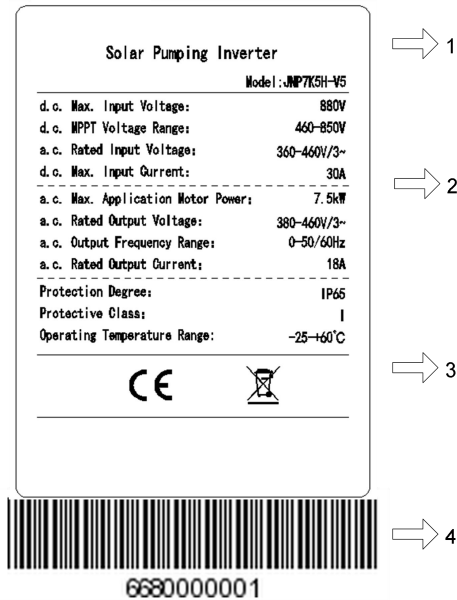 Solar Pumping Inverter
Model:JNP7K5H-V5
d.c. Max. Input Voltage: 880V
d.c. MPPT Voltage Range: 460-850V
a.c. Rated Input Voltage: 360-460V/3~
d.c. Max. Input Current: 30A
a.c. Max. Application Motor Power: 7.5kW
a.c. Rated Output Voltage: 380-460V/3~
a.c. Output Frequency Range: 0-50/60Hz
a.c. Rated Output Current: 18A
Protection Degree: IP65
Protective Class: I
Operating Temperature Range: -25-+60℃
CE
6680000001
1
2
3
4